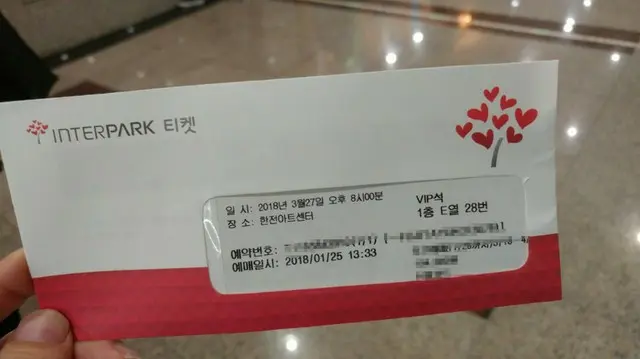 INTERPARK 티켓
일 시: 2018년 3월27일 오후 8시00분
장 소: 한전아트센터
VIP석
1층 E열 28번
예약번호:
예매일시: 2018/01/25 13:33